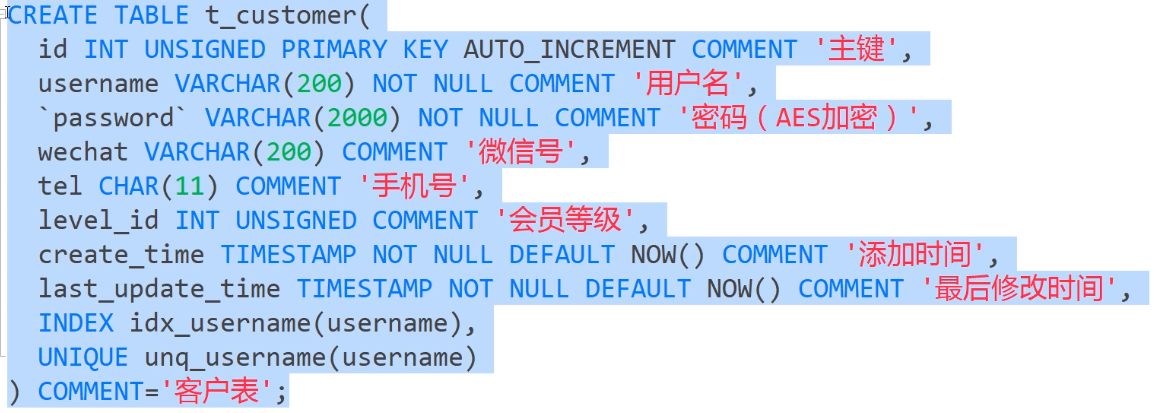 CREATE TABLE t_customer(
  id INT UNSIGNED PRIMARY KEY AUTO_INCREMENT COMMENT '主键',
  username VARCHAR(200) NOT NULL COMMENT '用户名',
  `password` VARCHAR(2000) NOT NULL COMMENT '密码（AES加密）',
  wechat VARCHAR(200) COMMENT '微信号',
  tel CHAR(11) COMMENT '手机号',
  level_id INT UNSIGNED COMMENT '会员等级',
  create_time TIMESTAMP NOT NULL DEFAULT NOW() COMMENT '添加时间',
  last_update_time TIMESTAMP NOT NULL DEFAULT NOW() COMMENT '最后修改时间',
  INDEX idx_username(username),
  UNIQUE unq_username(username)
) COMMENT='客户表';